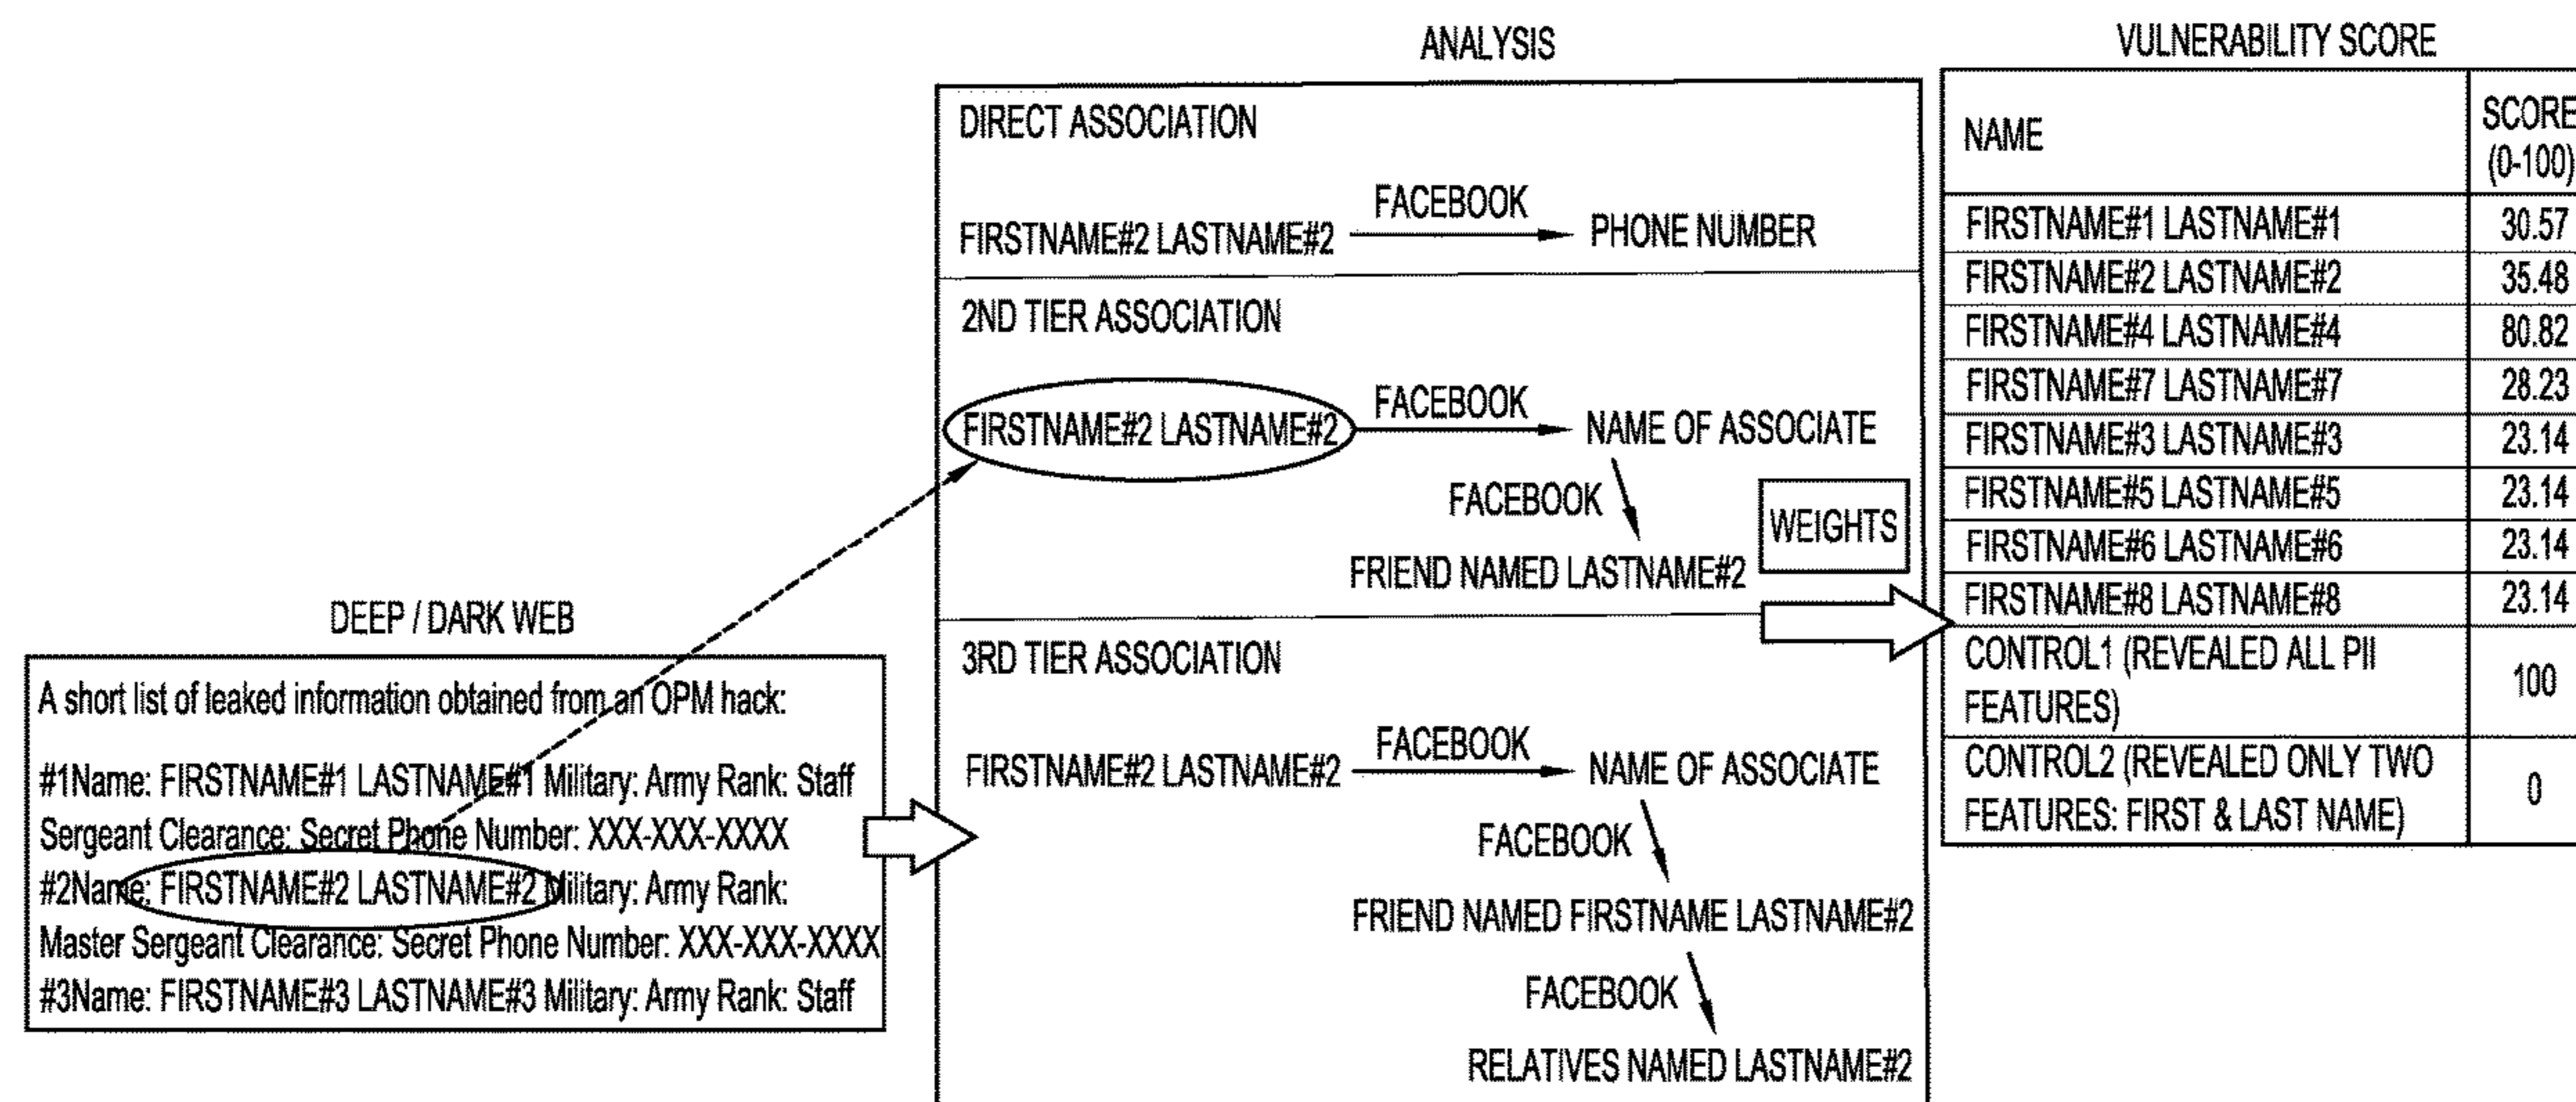 DEEP / DARK WEB
A short list of leaked information obtained from an OPM hack:
#1Name: FIRSTNAME#1 LASTNAME#1 Military: Army Rank: Staff
Sergeant Clearance: Secret Phone Number: XXX-XXX-XXXX
#2Name: FIRSTNAME#2 LASTNAME#2 Military: Army Rank:
Master Sergeant Clearance: Secret Phone Number: XXX-XXX-XXXX
#3Name: FIRSTNAME#3 LASTNAME#3 Military: Army Rank: Staff
ANALYSIS
DIRECT ASSOCIATION
FACEBOOK
FIRSTNAME#2 LASTNAME#2 PHONE NUMBER
2ND TIER ASSOCIATION
FACEBOOK
FIRSTNAME#2 LASTNAME#2 NAME OF ASSOCIATE
FACEBOOK
FRIEND NAMED LASTNAME#2
WEIGHTS
3RD TIER ASSOCIATION
FACEBOOK
FIRSTNAME#2 LASTNAME#2 NAME OF ASSOCIATE
FACEBOOK
FRIEND NAMED FIRSTNAME LASTNAME#2
FACEBOOK
RELATIVES NAMED LASTNAME#2
VULNERABILITY SCORE
NAME SCORE
(0-100)
FIRSTNAME#1 LASTNAME#1 30.57
FIRSTNAME#2 LASTNAME#2 35.48
FIRSTNAME#4 LASTNAME#4 80.82
FIRSTNAME#7 LASTNAME#7 28.23
FIRSTNAME#3 LASTNAME#3 23.14
FIRSTNAME#5 LASTNAME#5 23.14
FIRSTNAME#6 LASTNAME#6 23.14
FIRSTNAME#8 LASTNAME#8 23.14
CONTROL1 (REVEALED ALL PII
FEATURES) 100
CONTROL2 (REVEALED ONLY TWO
FEATURES: FIRST & LAST NAME) 0